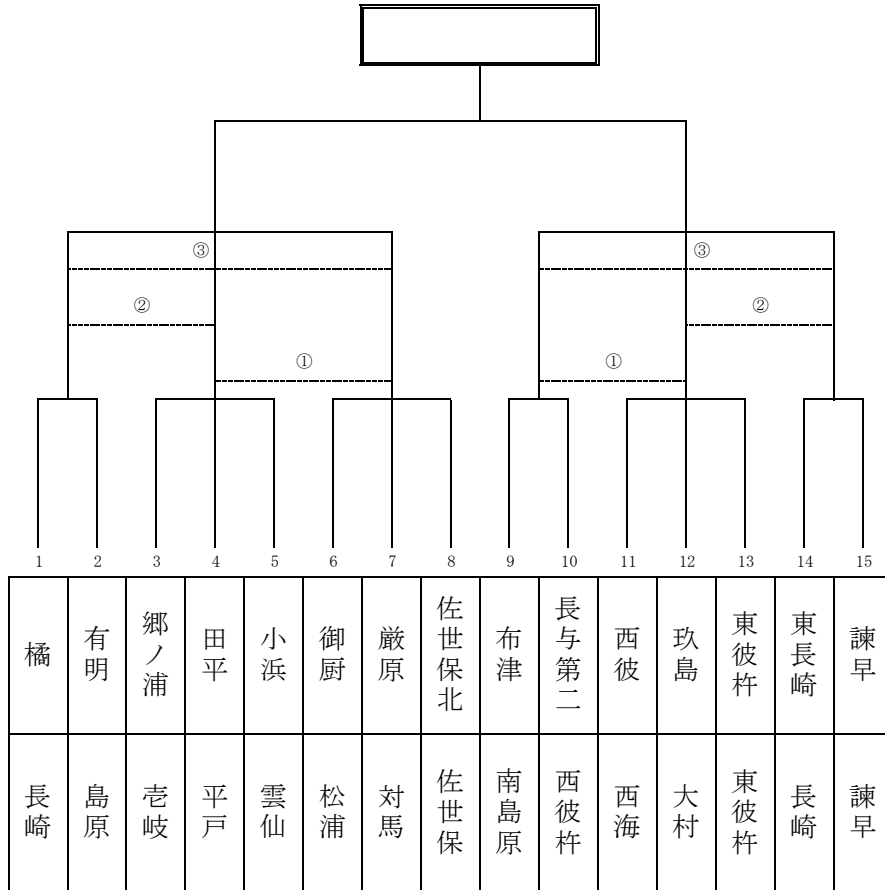 ③ ③
② ②
① ①
1 2 3 4 5 6 7 8 9 10 11 12 13 14 15
橘 有明 郷ノ浦 田平 小浜 御厨 厳原 佐世保北 布津 長与第二 西彼 玖島 東彼杵 東長崎 諫早
長崎 島原 壱岐 平戸 雲仙 松浦 対馬 佐世保 南島原 西彼杵 西海 大村 東彼杵 長崎 諫早